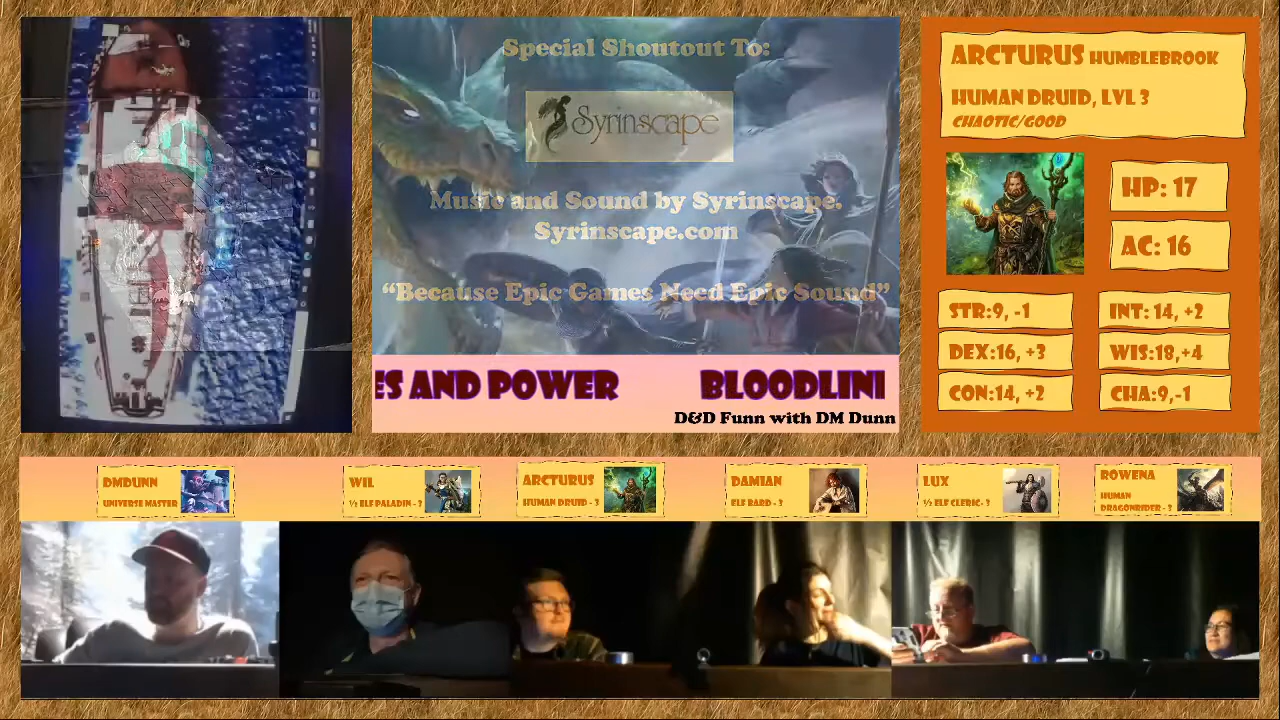 Special Shoutout To:
Syrinscape
Music and Sound by Syrinscape.
Syrinscape.com
“Because Epic Games Need Epic Sound”
ES AND POWER BLOODLINI
D&D Funn with DM Dunn
ARCTURUS HUMBLEBROOK
HUMAN DRUID, LVL 3
CHAOTIC/GOOD
HP: 17
AC: 16
STR:9, -1
INT: 14, +2
DEX:16, +3
WIS:18,+4
CON:14, +2
CHA:9,-1
DMDUNN
UNIVERSE MASTER
WIL
½ ELF PALADIN - 3
ARCTURUS
HUMAN DRUID - 3
DAMIAN
ELF BARD - 3
LUX
½ ELF CLERIC- 3
ROWENA
HUMAN
DRAGONRIDER - 3